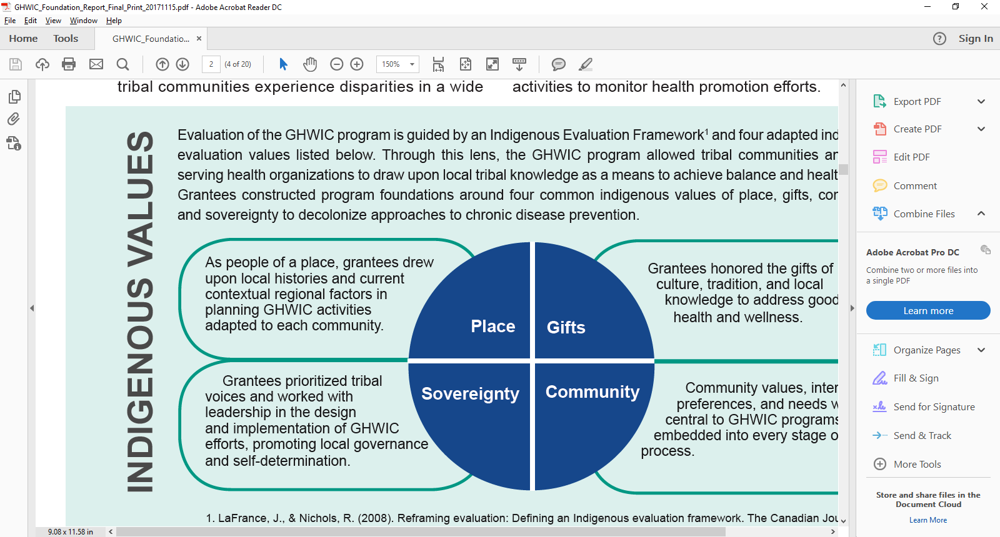 GHWIC_Foundation_Report_Final_Print_20171115.pdf - Adobe Acrobat Reader DC
File Edit View Window Help
Home Tools GHWIC_Foundatio... × ? Sign In
2 (4 of 20) 150%
tribal communities experience disparities in a wide
activities to monitor health promotion efforts.
INDIGENOUS VALUES
Evaluation of the GHWIC program is guided by an Indigenous Evaluation Framework¹ and four adapted ind
evaluation values listed below. Through this lens, the GHWIC program allowed tribal communities an
serving health organizations to draw upon local tribal knowledge as a means to achieve balance and healt
Grantees constructed program foundations around four common indigenous values of place, gifts, cor
and sovereignty to decolonize approaches to chronic disease prevention.
As people of a place, grantees drew
upon local histories and current
contextual regional factors in
planning GHWIC activities
adapted to each community.
Place
Gifts
Grantees honored the gifts of
culture, tradition, and local
knowledge to address good
health and wellness.
Grantees prioritized tribal
voices and worked with
leadership in the design
and implementation of GHWIC
efforts, promoting local governance
and self-determination.
Sovereignty
Community
Community values, inter
preferences, and needs w
central to GHWIC programs
embedded into every stage o
process.
1. LaFrance, J., & Nichols, R. (2008). Reframing evaluation: Defining an Indigenous evaluation framework. The Canadian Jou
9.08 x 11.58 in
Export PDF
Create PDF
Edit PDF
Comment
Combine Files
Adobe Acrobat Pro DC
Combine two or more files into
a single PDF
Learn more
Organize Pages
Fill & Sign
Send for Signature
Send & Track
More Tools
Store and share files in the
Document Cloud
Learn More